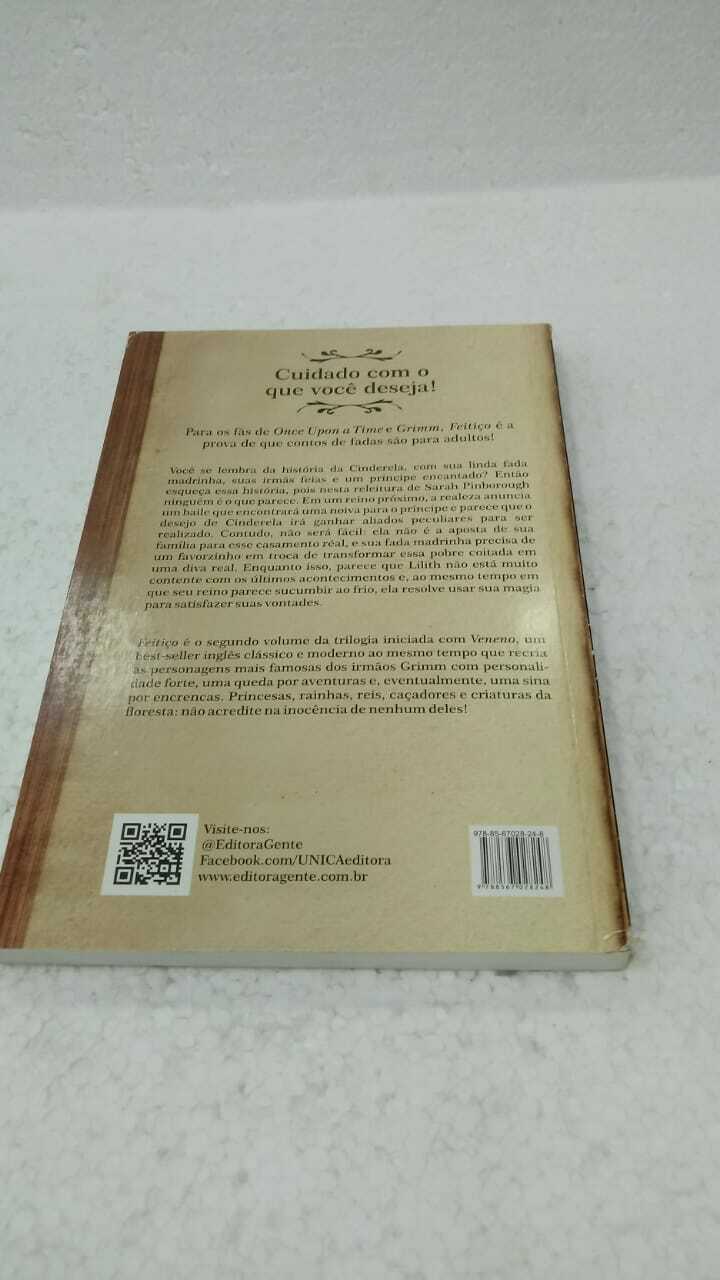 Cuidado com o
que você deseja!
Para os fãs de Once Upon a Time e Grimm, Feitiço é a
prova de que contos de fadas são para adultos!
Você se lembra da história da Cinderela, com sua linda fada
madrinha, suas irmãs feias e um príncipe encantado? Então
esqueça essa história, pois nesta releitura de Sarah Pinborough
ninguém é o que parece. Em um reino próximo, a realeza anuncia
um baile que encontrará uma noiva para o príncipe e parece que o
desejo de Cinderela irá ganhar aliados peculiares para ser
realizado. Contudo, não será fácil: ela não é a aposta de sua
família para esse casamento real, e sua fada madrinha precisa de
um favorzinho em troca de transformar essa pobre coitada em
uma diva real. Enquanto isso, parece que Lilith não está muito
contente com os últimos acontecimentos e, ao mesmo tempo em
que seu reino parece sucumbir ao frio, ela resolve usar sua magia
para satisfazer suas vontades.
Feitiço é o segundo volume da trilogia iniciada com Veneno, um
best-seller inglês clássico e moderno ao mesmo tempo que recria
as personagens mais famosas dos irmãos Grimm com personali-
dade forte, uma queda por aventuras e, eventualmente, uma sina
por encrencas. Princesas, rainhas, reis, caçadores e criaturas da
floresta: não acredite na inocência de nenhum deles!
Visite-nos:
@EditoraGente
Facebook.com/UNICAeditora
www.editoragente.com.br
978-85-67028-24-8
9 788567 028248